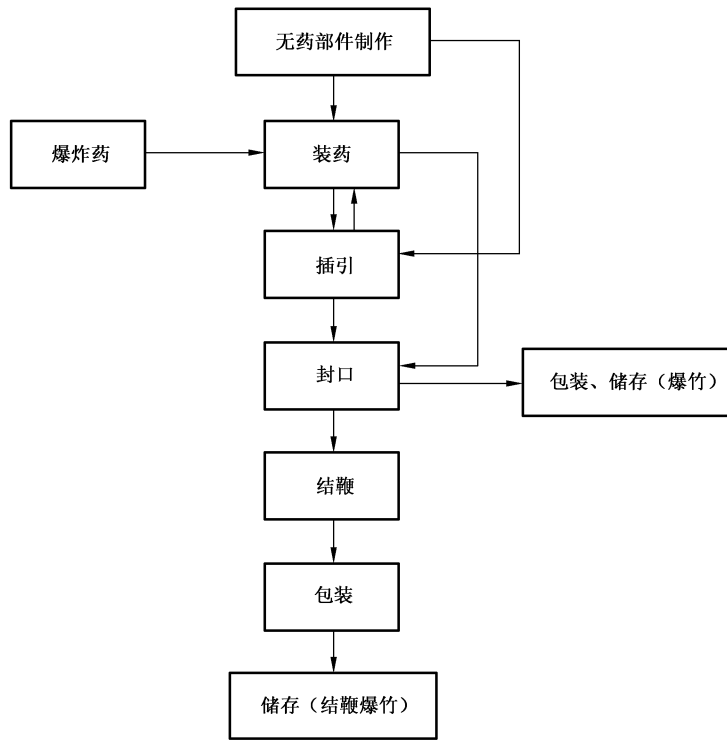 无药部件制作
爆炸药
装药
插引
封口
包装、储存（爆竹）
结鞭
包装
储存（结鞭爆竹）